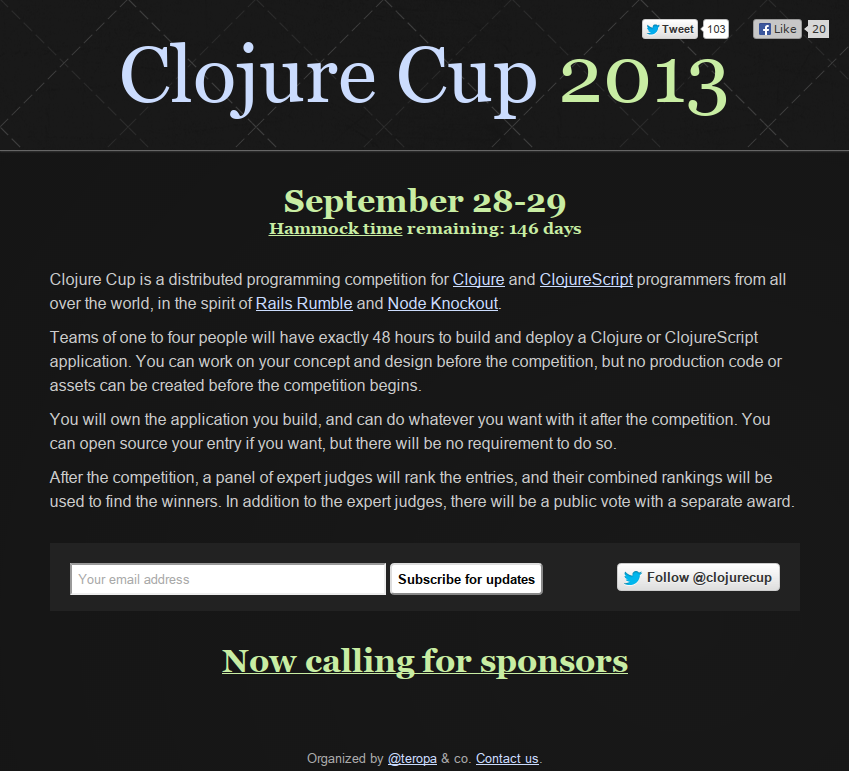 Tweet 103 Like 20
Clojure Cup 2013
September 28-29
Hammock time remaining: 146 days
Clojure Cup is a distributed programming competition for Clojure and ClojureScript programmers from all
over the world, in the spirit of Rails Rumble and Node Knockout.
Teams of one to four people will have exactly 48 hours to build and deploy a Clojure or ClojureScript
application. You can work on your concept and design before the competition, but no production code or
assets can be created before the competition begins.
You will own the application you build, and can do whatever you want with it after the competition. You
can open source your entry if you want, but there will be no requirement to do so.
After the competition, a panel of expert judges will rank the entries, and their combined rankings will be
used to find the winners. In addition to the expert judges, there will be a public vote with a separate award.
Your email address Subscribe for updates Follow @clojurecup
Now calling for sponsors
Organized by @teropa & co. Contact us.